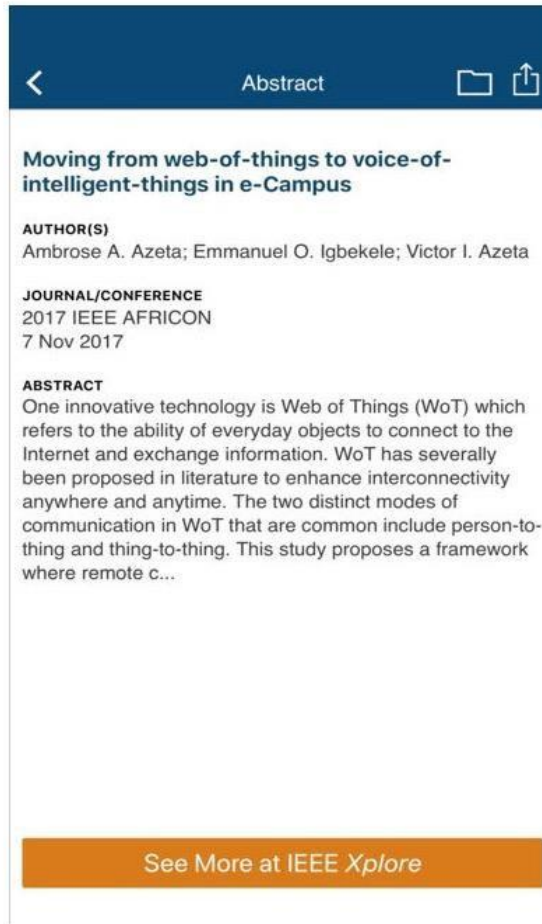 Abstract
Moving from web-of-things to voice-of-
intelligent-things in e-Campus
AUTHOR(S)
Ambrose A. Azeta; Emmanuel O. Igbekele; Victor I. Azeta
JOURNAL/CONFERENCE
2017 IEEE AFRICON
7 Nov 2017
ABSTRACT
One innovative technology is Web of Things (WoT) which
refers to the ability of everyday objects to connect to the
Internet and exchange information. WoT has severally
been proposed in literature to enhance interconnectivity
anywhere and anytime. The two distinct modes of
communication in WoT that are common include person-to-
thing and thing-to-thing. This study proposes a framework
where remote c...
See More at IEEE Xplore